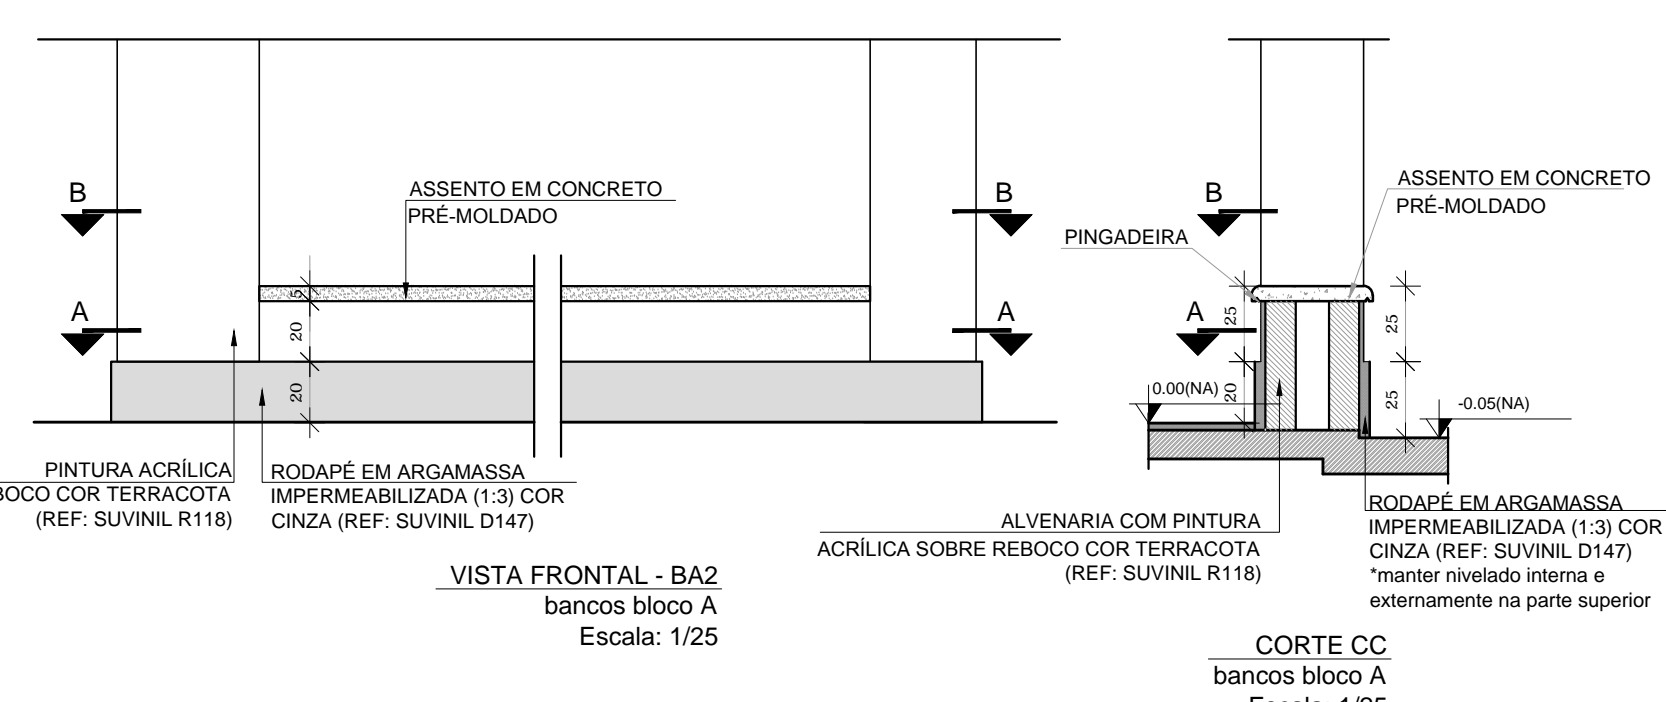 B
ASSENTO EM CONCRETO
PRÉ-MOLDADO
B
A
5
20
20
A
PINTURA ACRÍLICA
BOCO COR TERRACOTA
(REF: SUVINIL R118)
RODAPÉ EM ARGAMASSA
IMPERMEABILIZADA (1:3) COR
CINZA (REF: SUVINIL D147)
VISTA FRONTAL - BA2
bancos bloco A
Escala: 1/25
B
ASSENTO EM CONCRETO
PRÉ-MOLDADO
PINGADEIRA
A
25
25
0.00(NA)
20
25
-0.05(NA)
ALVENARIA COM PINTURA
ACRÍLICA SOBRE REBOCO COR TERRACOTA
(REF: SUVINIL R118)
RODAPÉ EM ARGAMASSA
IMPERMEABILIZADA (1:3) COR
CINZA (REF: SUVINIL D147)
*manter nivelado interna e
externamente na parte superior
CORTE CC
bancos bloco A
Escala: 1/25